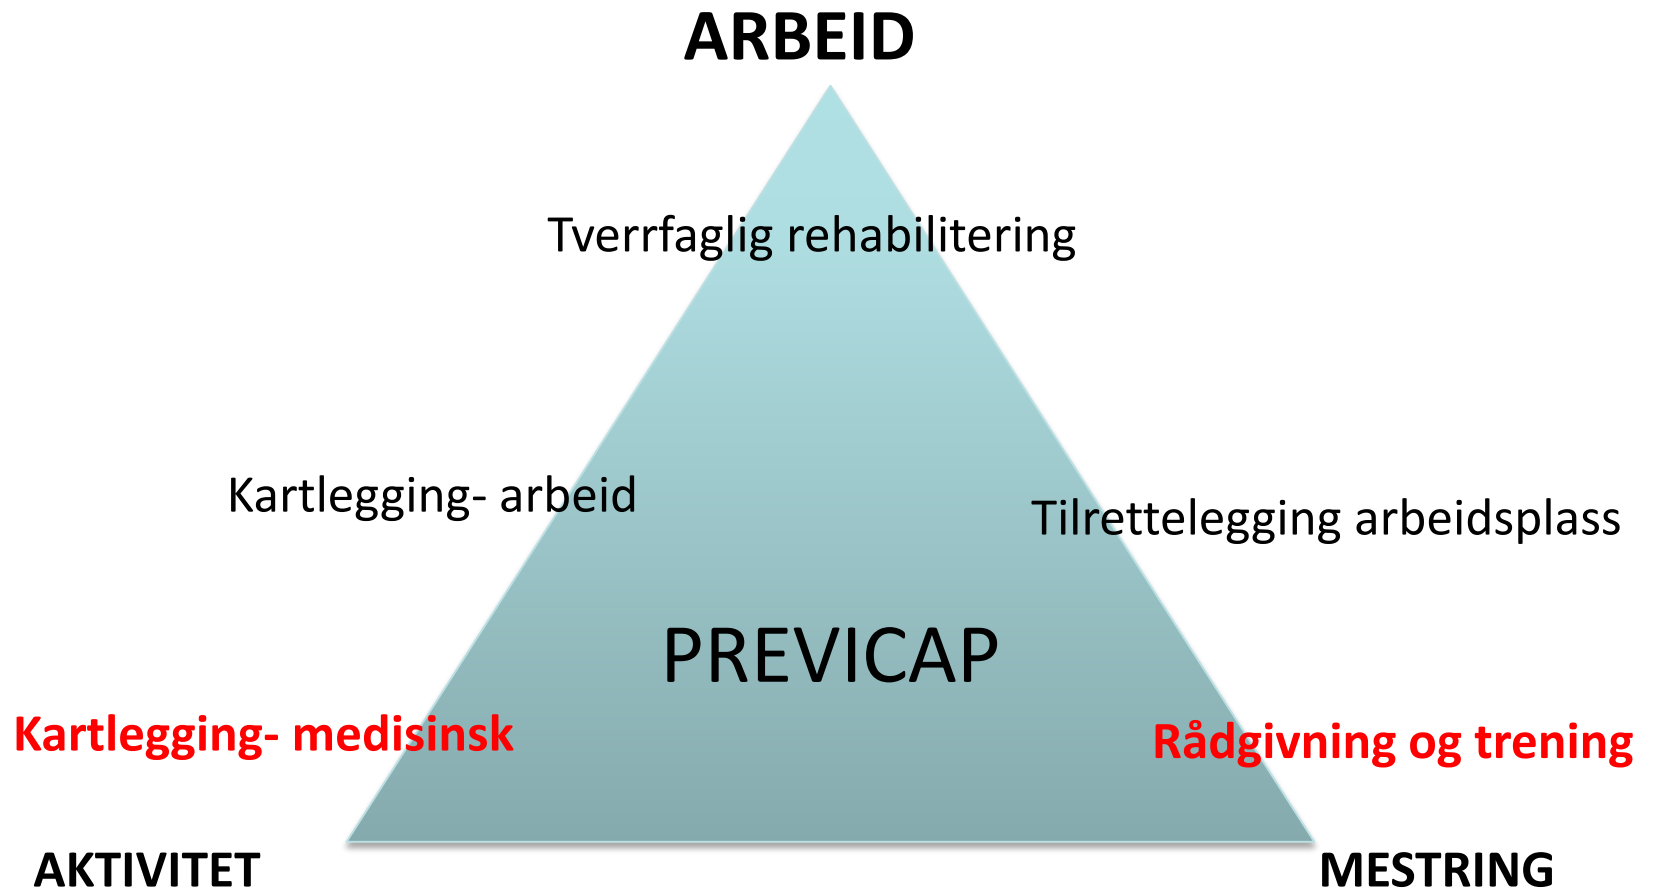 ARBEID
Tverrfaglig rehabilitering
Kartlegging- arbeid
Tilrettelegging arbeidsplass
PREVICAP
Kartlegging- medisinsk
Rådgivning og trening
AKTIVITET
MESTRING